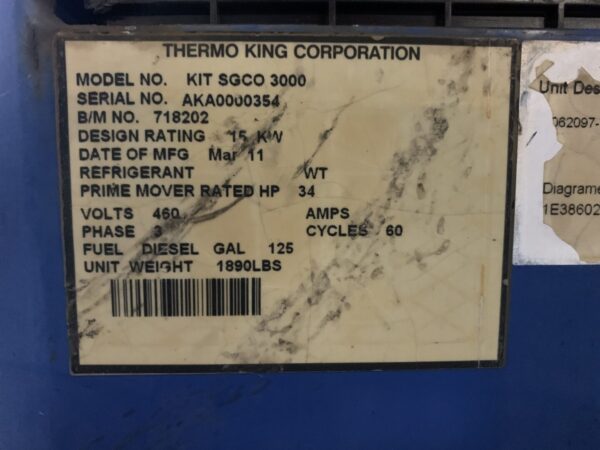 THERMO KING CORPORATION
MODEL NO. KIT SGCO 3000
SERIAL NO. AKA0000354
B/M NO. 718202
DESIGN RATING 15 KW
DATE OF MFG Mar 11
REFRIGERANT WT
PRIME MOVER RATED HP 34
VOLTS 460 AMPS
PHASE 3 CYCLES 60
FUEL DIESEL GAL 125
UNIT WEIGHT 1890LBS
Unit Des
062097-
Diagrame
1E38602